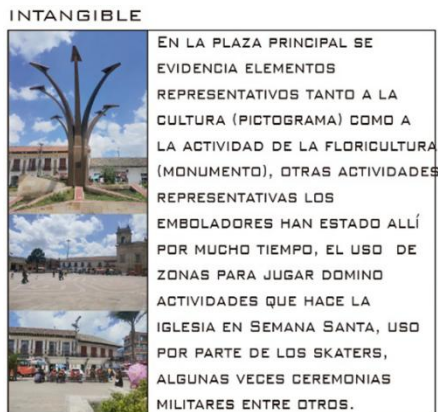 INTANGIBLE
EN LA PLAZA PRINCIPAL SE
EVIDENCIA ELEMENTOS
REPRESENTATIVOS TANTO A LA
CULTURA (PICTOGRAMA) COMO A
LA ACTIVIDAD DE LA FLORICULTURA
(MONUMENTO), OTRAS ACTIVIDADES
REPRESENTATIVAS LOS
EMBOLADORES HAN ESTADO ALLÍ
POR MUCHO TIEMPO, EL USO DE
ZONAS PARA JUGAR DOMINO
ACTIVIDADES QUE HACE LA
IGLESIA EN SEMANA SANTA, USO
POR PARTE DE LOS SKATERS,
ALGUNAS VECES CEREMONIAS
MILITARES ENTRE OTROS.